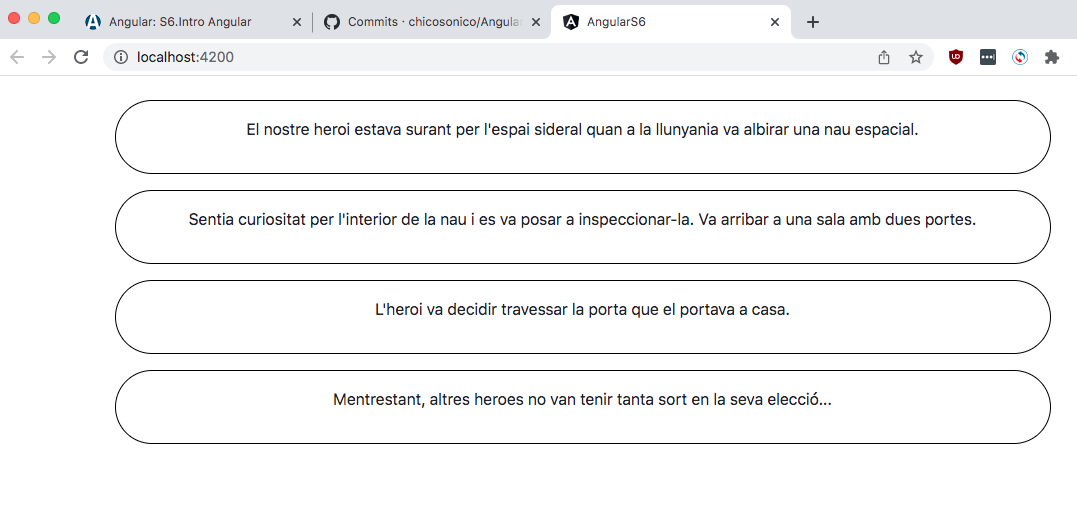 Angular: S6.Intro Angular
Commits · chicosonico/Angular
AngularS6
localhost:4200
El nostre heroi estava surant per l'espai sideral quan a la llunyania va albirar una nau espacial.
Sentia curiositat per l'interior de la nau i es va posar a inspeccionar-la. Va arribar a una sala amb dues portes.
L'heroi va decidir travessar la porta que el portava a casa.
Mentrestant, altres heroes no van tenir tanta sort en la seva elecció...